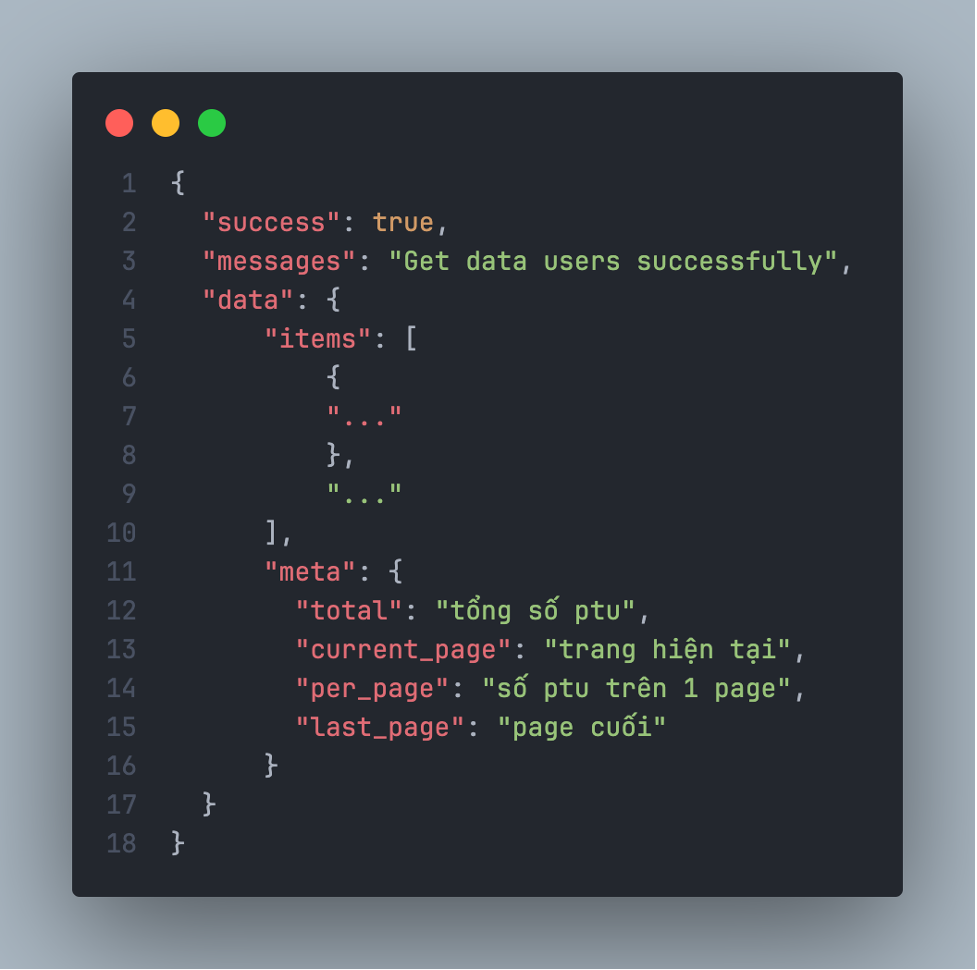 1 {
2 "success": true,
3 "messages": "Get data users successfully",
4 "data": {
5 "items": [
6 {
7 "..."
8 },
9 "..."
10 ],
11 "meta": {
12 "total": "tổng số ptu",
13 "current_page": "trang hiện tại",
14 "per_page": "số ptu trên 1 page",
15 "last_page": "page cuối"
16 }
17 }
18 }